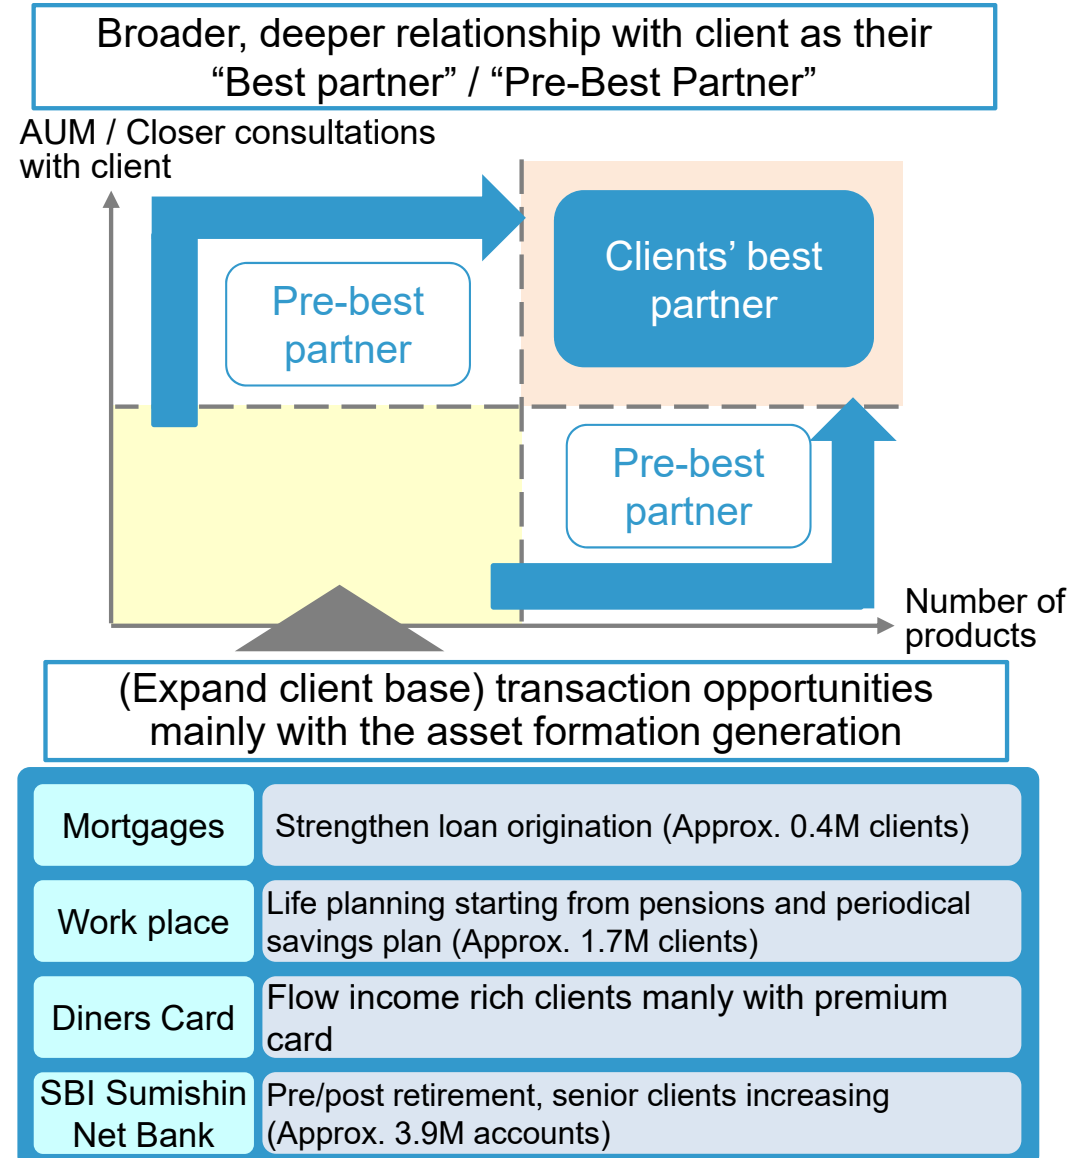 Broader, deeper relationship with client as their
“Best partner” / “Pre-Best Partner”
AUM / Closer consultations
with client
Clients’ best
partner
Pre-best
partner
Pre-best
partner
Number of
products
(Expand client base) transaction opportunities
mainly with the asset formation generation
Mortgages
Strengthen loan origination (Approx. 0.4M clients)
Work place
Life planning starting from pensions and periodical
savings plan (Approx. 1.7M clients)
Diners Card
Flow income rich clients manly with premium
card
SBI Sumishin
Net Bank
Pre/post retirement, senior clients increasing
(Approx. 3.9M accounts)